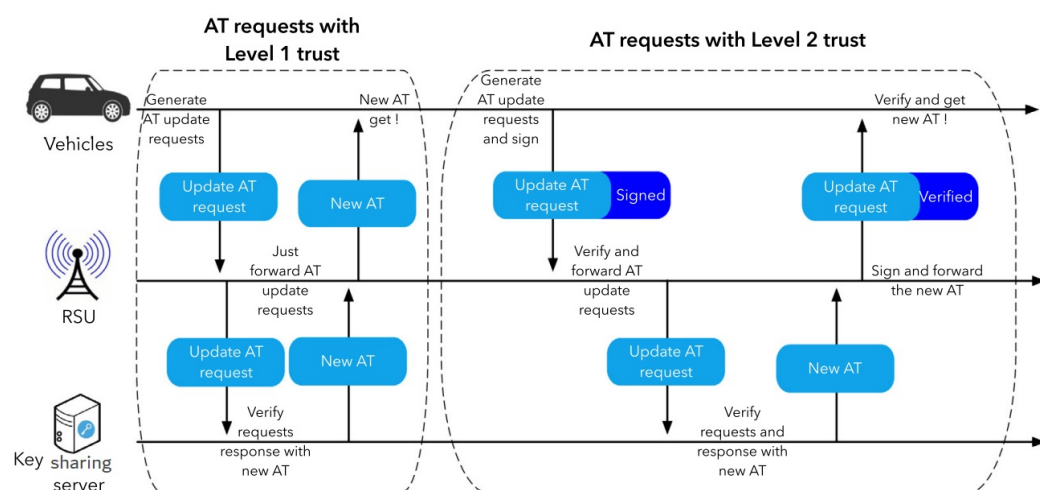 AT requests with
Level 1 trust
AT requests with Level 2 trust
Generate
AT update
requests
New AT
get !
Generate
AT update
requests
and sign
Verify and get
new AT !
Vehicles
Update AT
request
New AT
Update AT
request
Signed
Update AT
request
Verified
Just
forward AT
update
requests
Verify and
forward AT
update
requests
Sign and forward
the new AT
RSU
Update AT
request
New AT
Update AT
request
New AT
Verify
requests
response with
new AT
Verify
requests and
response with
new AT
Key sharing
server